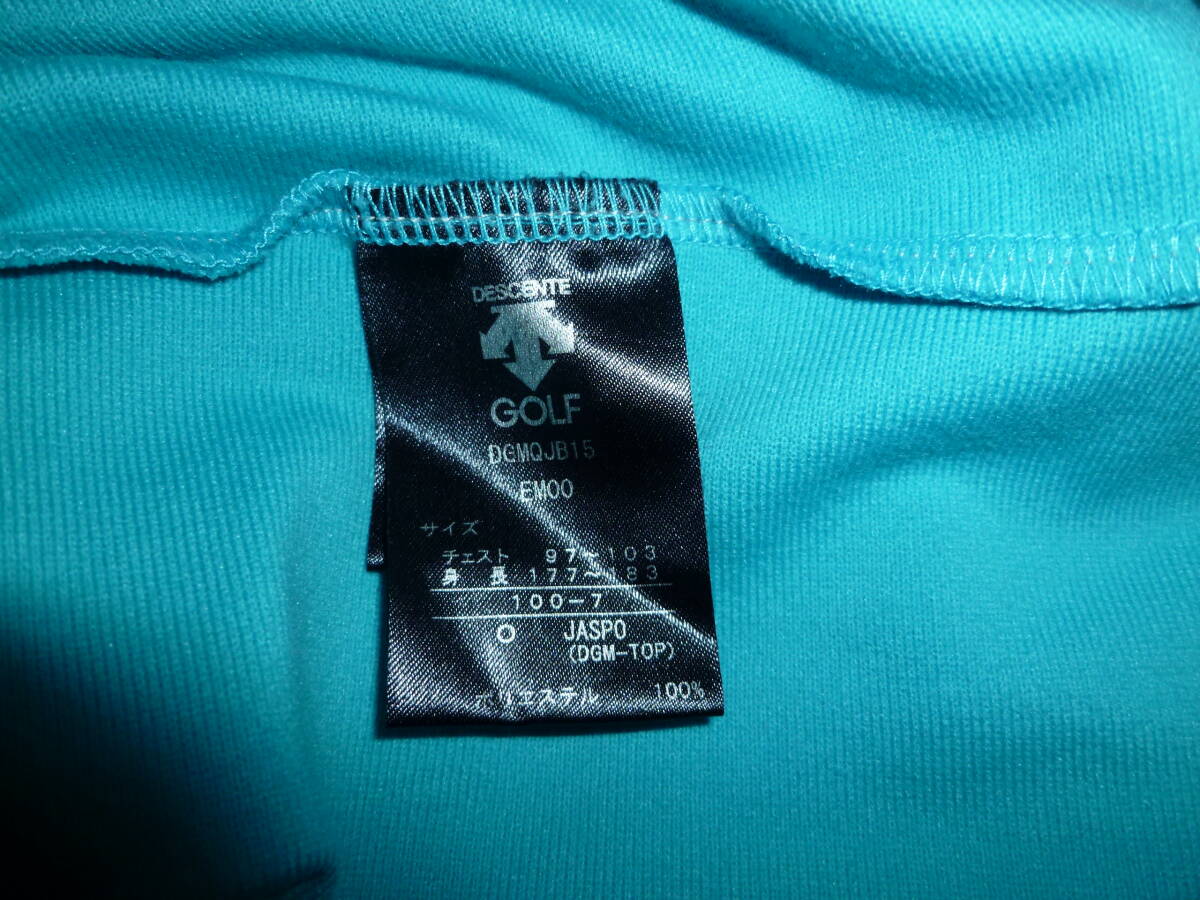 DESCENTE
GOLF
DGMQJB15
EM00
サイズ
チェスト 97〜103
身 長 177〜183
100-7
O JASPO
(DGM-TOP)
ポリエステル 100%